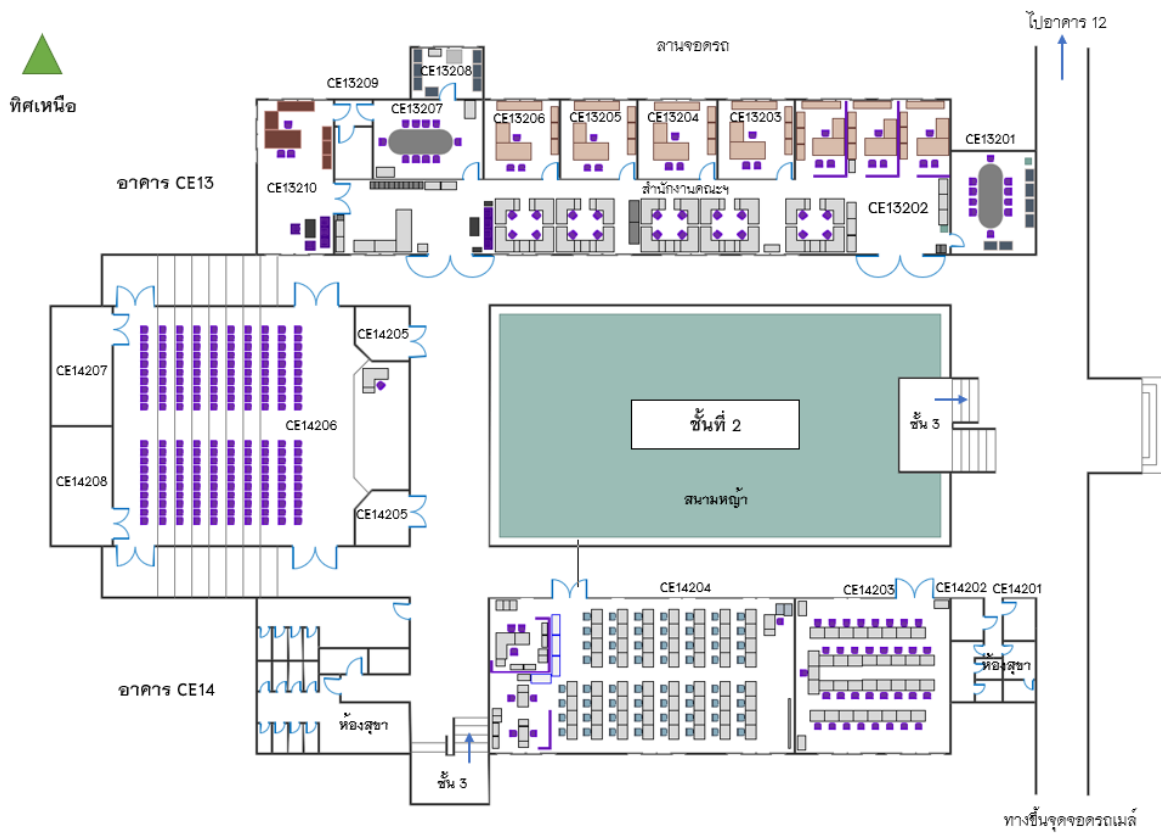 ไปอาคาร 12
ลานจอดรถ
ทิศเหนือ
CE13208
CE13209
CE13207
CE13206
CE13205
CE13204
CE13203
CE13201
อาคาร CE13
CE13210
สำนักงานคณะฯ
CE13202
CE14205
CE14207
CE14206
ชั้นที่ 2
ชั้น 3
CE14208
สนามหญ้า
CE14205
CE14204
CE14203
CE14202
CE14201
ห้องสุขา
อาคาร CE14
ห้องสุขา
ชั้น 3
ทางขึ้นจุดจอดรถเมล์